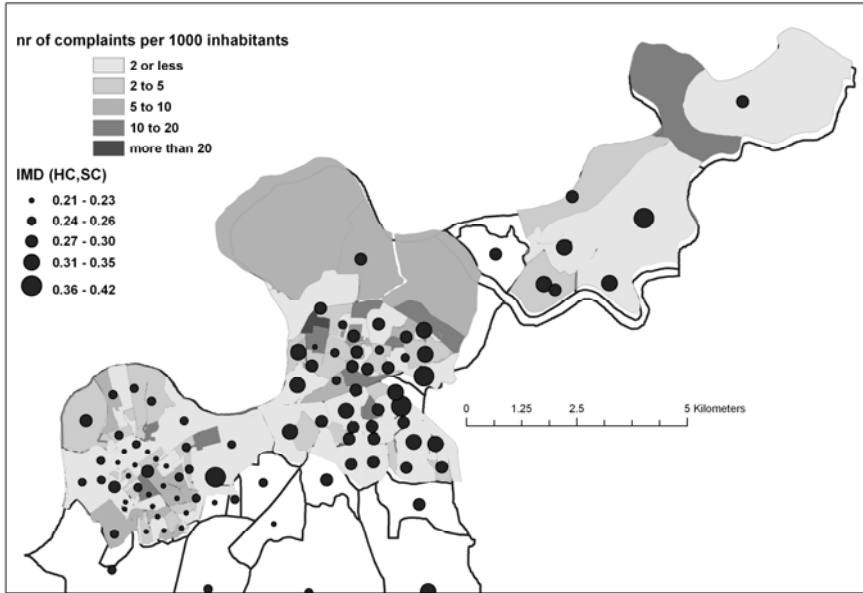 nr of complaints per 1000 inhabitants
2 or less
2 to 5
5 to 10
10 to 20
more than 20
IMD (HC,SC)
0.21 - 0.23
0.24 - 0.26
0.27 - 0.30
0.31 - 0.35
0.36 - 0.42
0 1.25 2.5 5 Kilometers